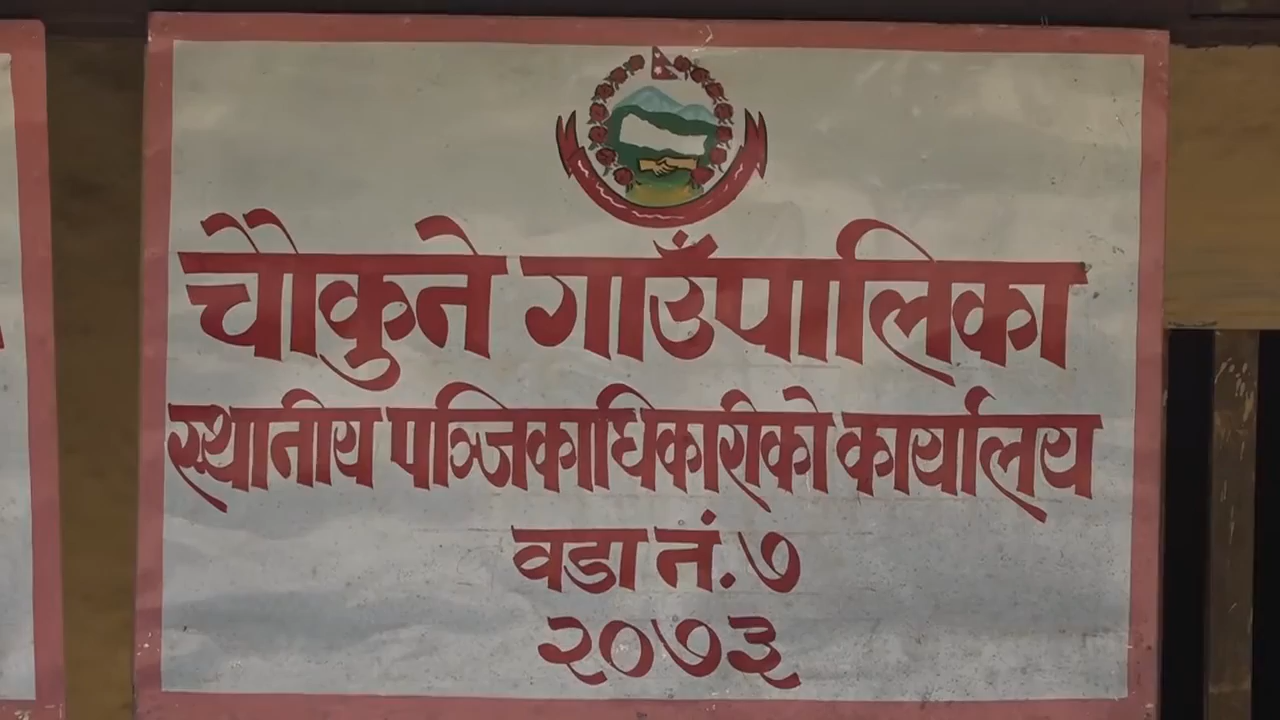 चौकुने गाउँपालिका
स्थानीय पञ्जिकाधिकारीको कार्यालय
वडा नं. ७
२०७३